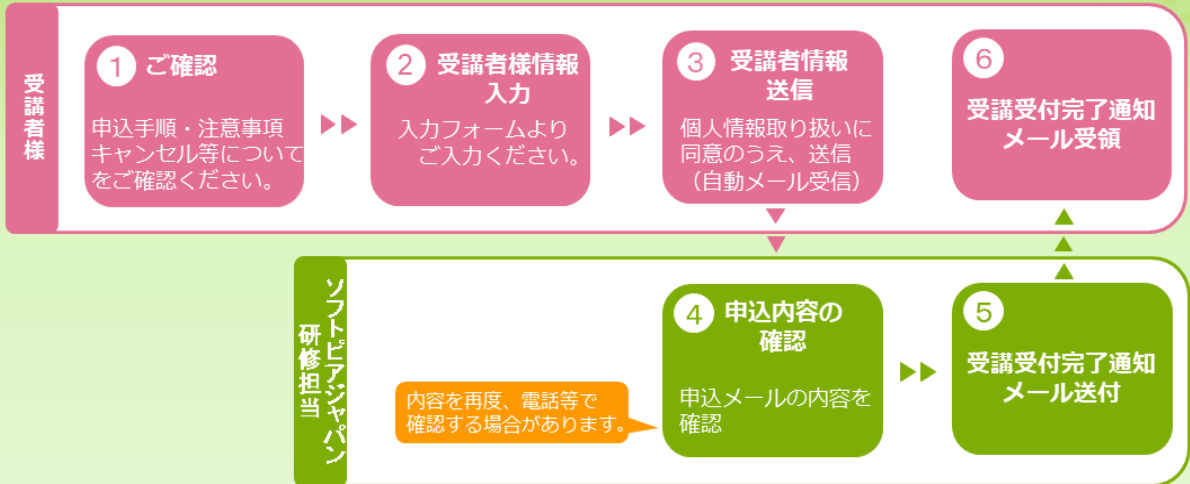 受講者様
① ご確認
申込手順・注意事項
キャンセル等について
をご確認ください。
② 受講者様情報
入力
入力フォームより
ご入力ください。
③ 受講者情報
送信
個人情報取り扱いに
同意のうえ、送信
（自動メール受信）
⑥
受講受付完了通知
メール受領
ソフトピアジャパン
研修担当
④ 申込内容の
確認
申込メールの内容を
確認
内容を再度、電話等で
確認する場合があります。
⑤
受講受付完了通知
メール送付